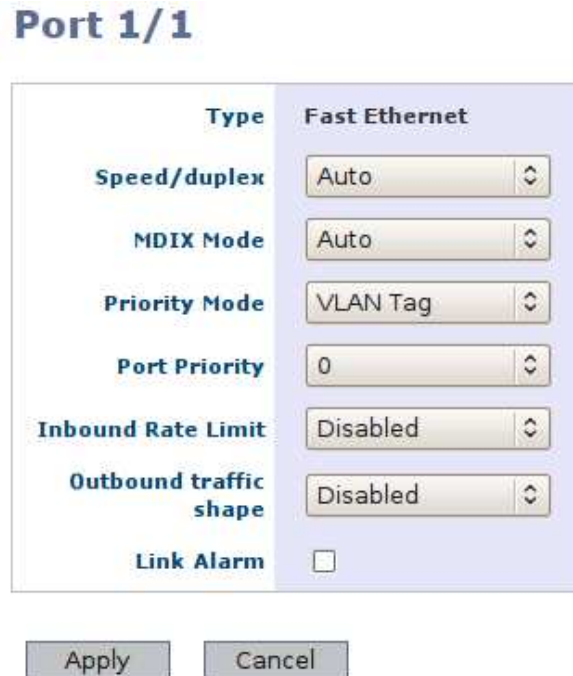 Port 1/1
Type Fast Ethernet
Speed/duplex Auto
MDIX Mode Auto
Priority Mode VLAN Tag
Port Priority 0
Inbound Rate Limit Disabled
Outbound traffic
shape Disabled
Link Alarm
Apply Cancel